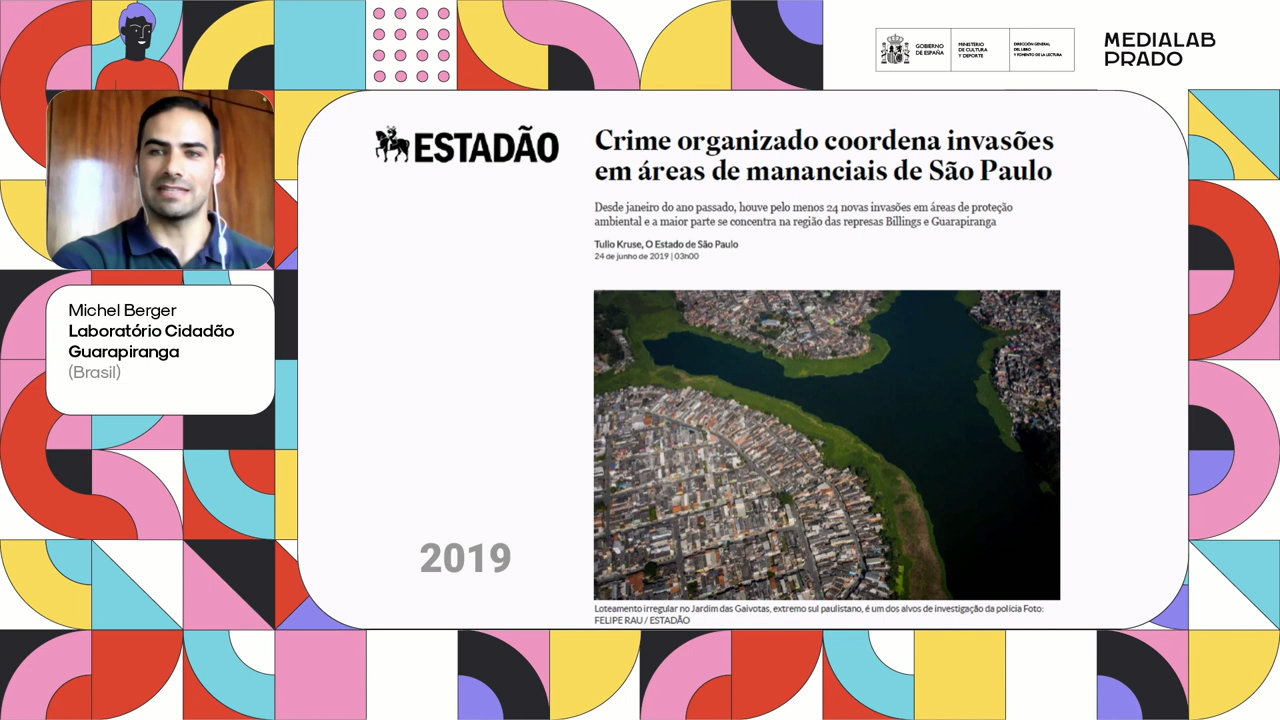 GOBIERNO
DE ESPAÑA
MINISTERIO
DE CULTURA
Y DEPORTE
DIRECCIÓN GENERAL
DEL LIBRO
Y FOMENTO DE LA LECTURA
MEDIALAB
PRADO
Michel Berger
Laboratório Cidadão
Guarapiranga
(Brasil)
ESTADÃO
Crime organizado coordena invasões
em áreas de mananciais de São Paulo
Desde janeiro do ano passado, houve pelo menos 24 novas invasões em áreas de proteção
ambiental e a maior parte se concentra na região das represas Billings e Guarapiranga
Tulio Kruse, O Estado de São Paulo
24 de junho de 2019 | 03h00
2019
Loteamento irregular no Jardim das Gaivotas, extremo sul paulistano, é um dos alvos de investigação da polícia Foto:
FELIPE RAU / ESTADÃO